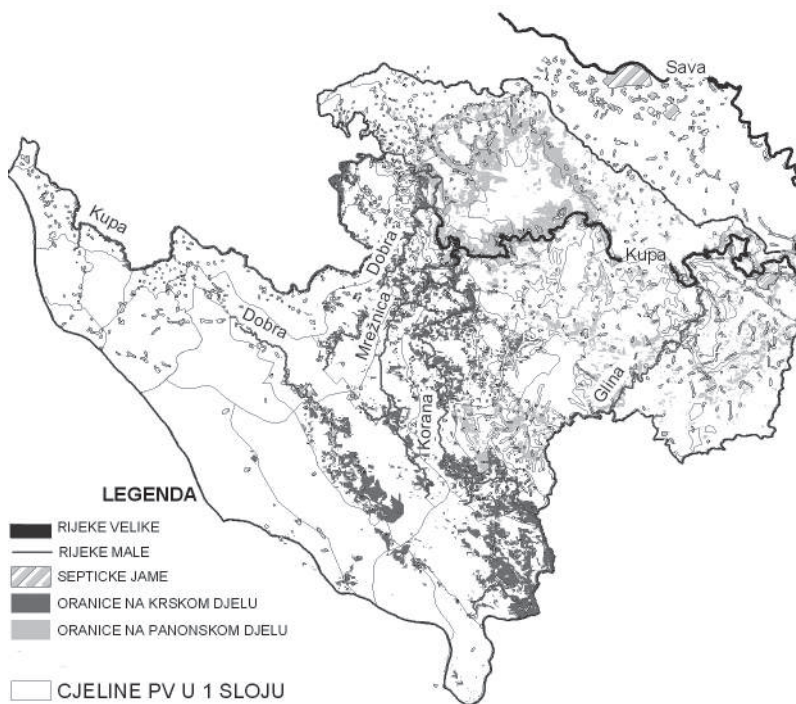 Sava
Kupa
Dobra
Kupa
Dobra
Mrežnica
Glina
Korana
LEGENDA
RIJEKE VELIKE
RIJEKE MALE
SEPTICKE JAME
ORANICE NA KRSKOM DJELU
ORANICE NA PANONSKOM DJELU
CJELINE PV U 1 SLOJU